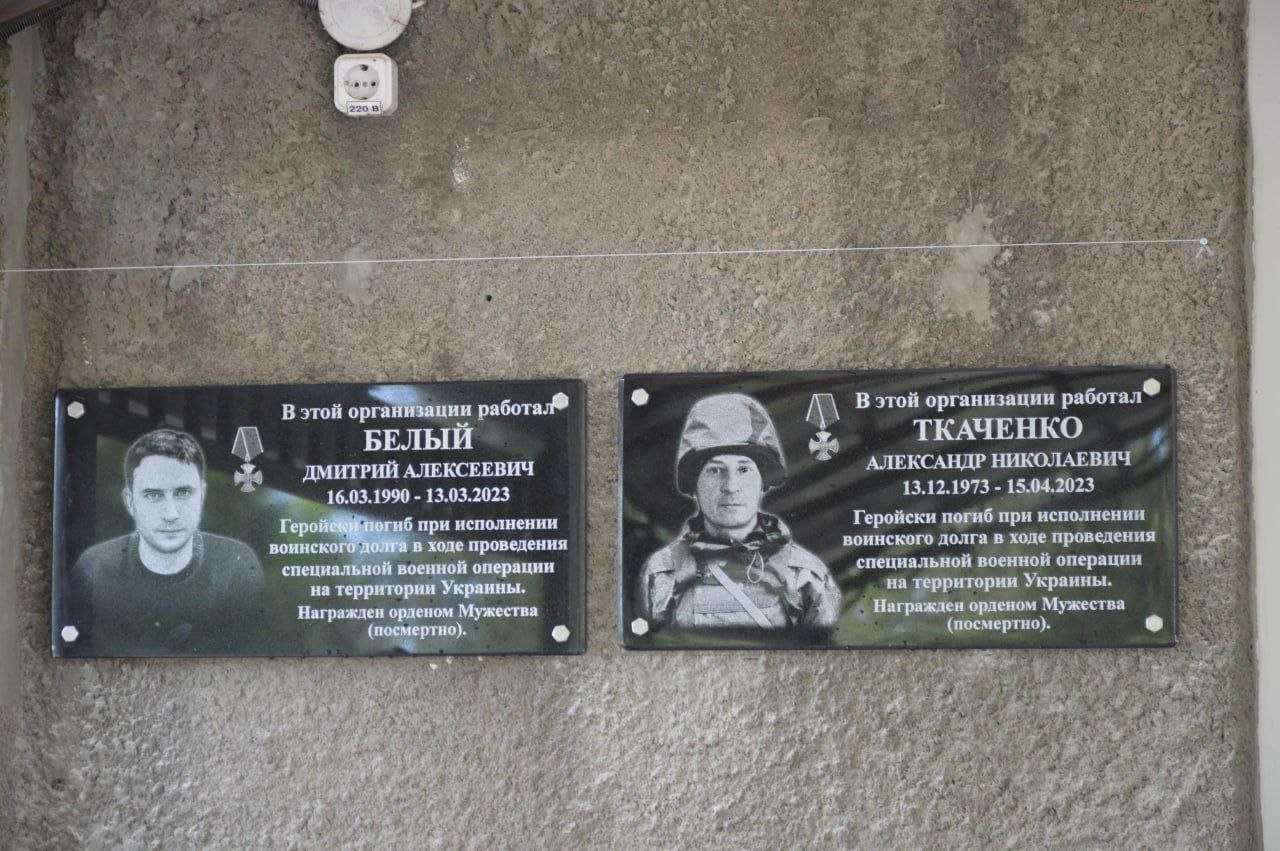 220 В
В этой организации работал
БЕЛЫЙ
ДМИТРИЙ АЛЕКСЕЕВИЧ
16.03.1990 - 13.03.2023
Геройски погиб при исполнении
воинского долга в ходе проведения
специальной военной операции
на территории Украины.
Награжден орденом Мужества
(посмертно).
В этой организации работал
ТКАЧЕНКО
АЛЕКСАНДР НИКОЛАЕВИЧ
13.12.1973 - 15.04.2023
Геройски погиб при исполнении
воинского долга в ходе проведения
специальной военной операции
на территории Украины.
Награжден орденом Мужества
(посмертно).